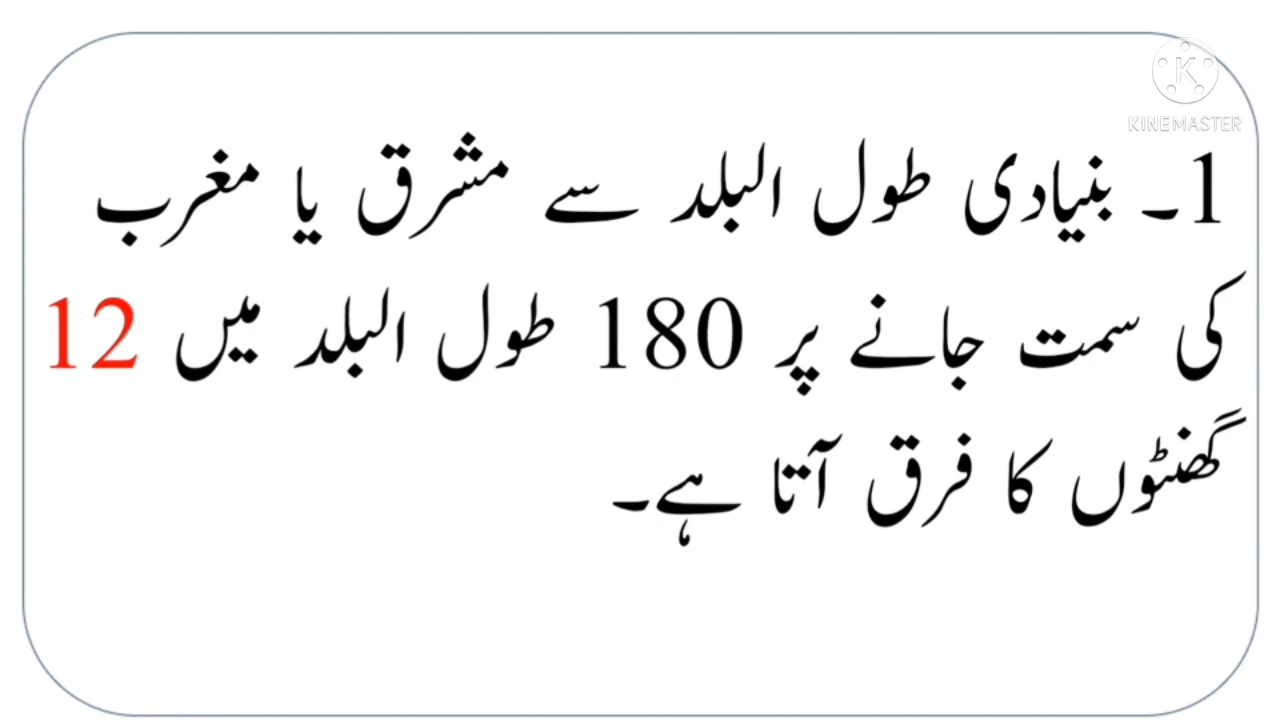 KINEMASTER
1۔ بنیادی طول البلد سے مشرق یا مغرب
کی سمت جانے پر 180 طول البلد میں 12
گھنٹوں کا فرق آتا ہے۔